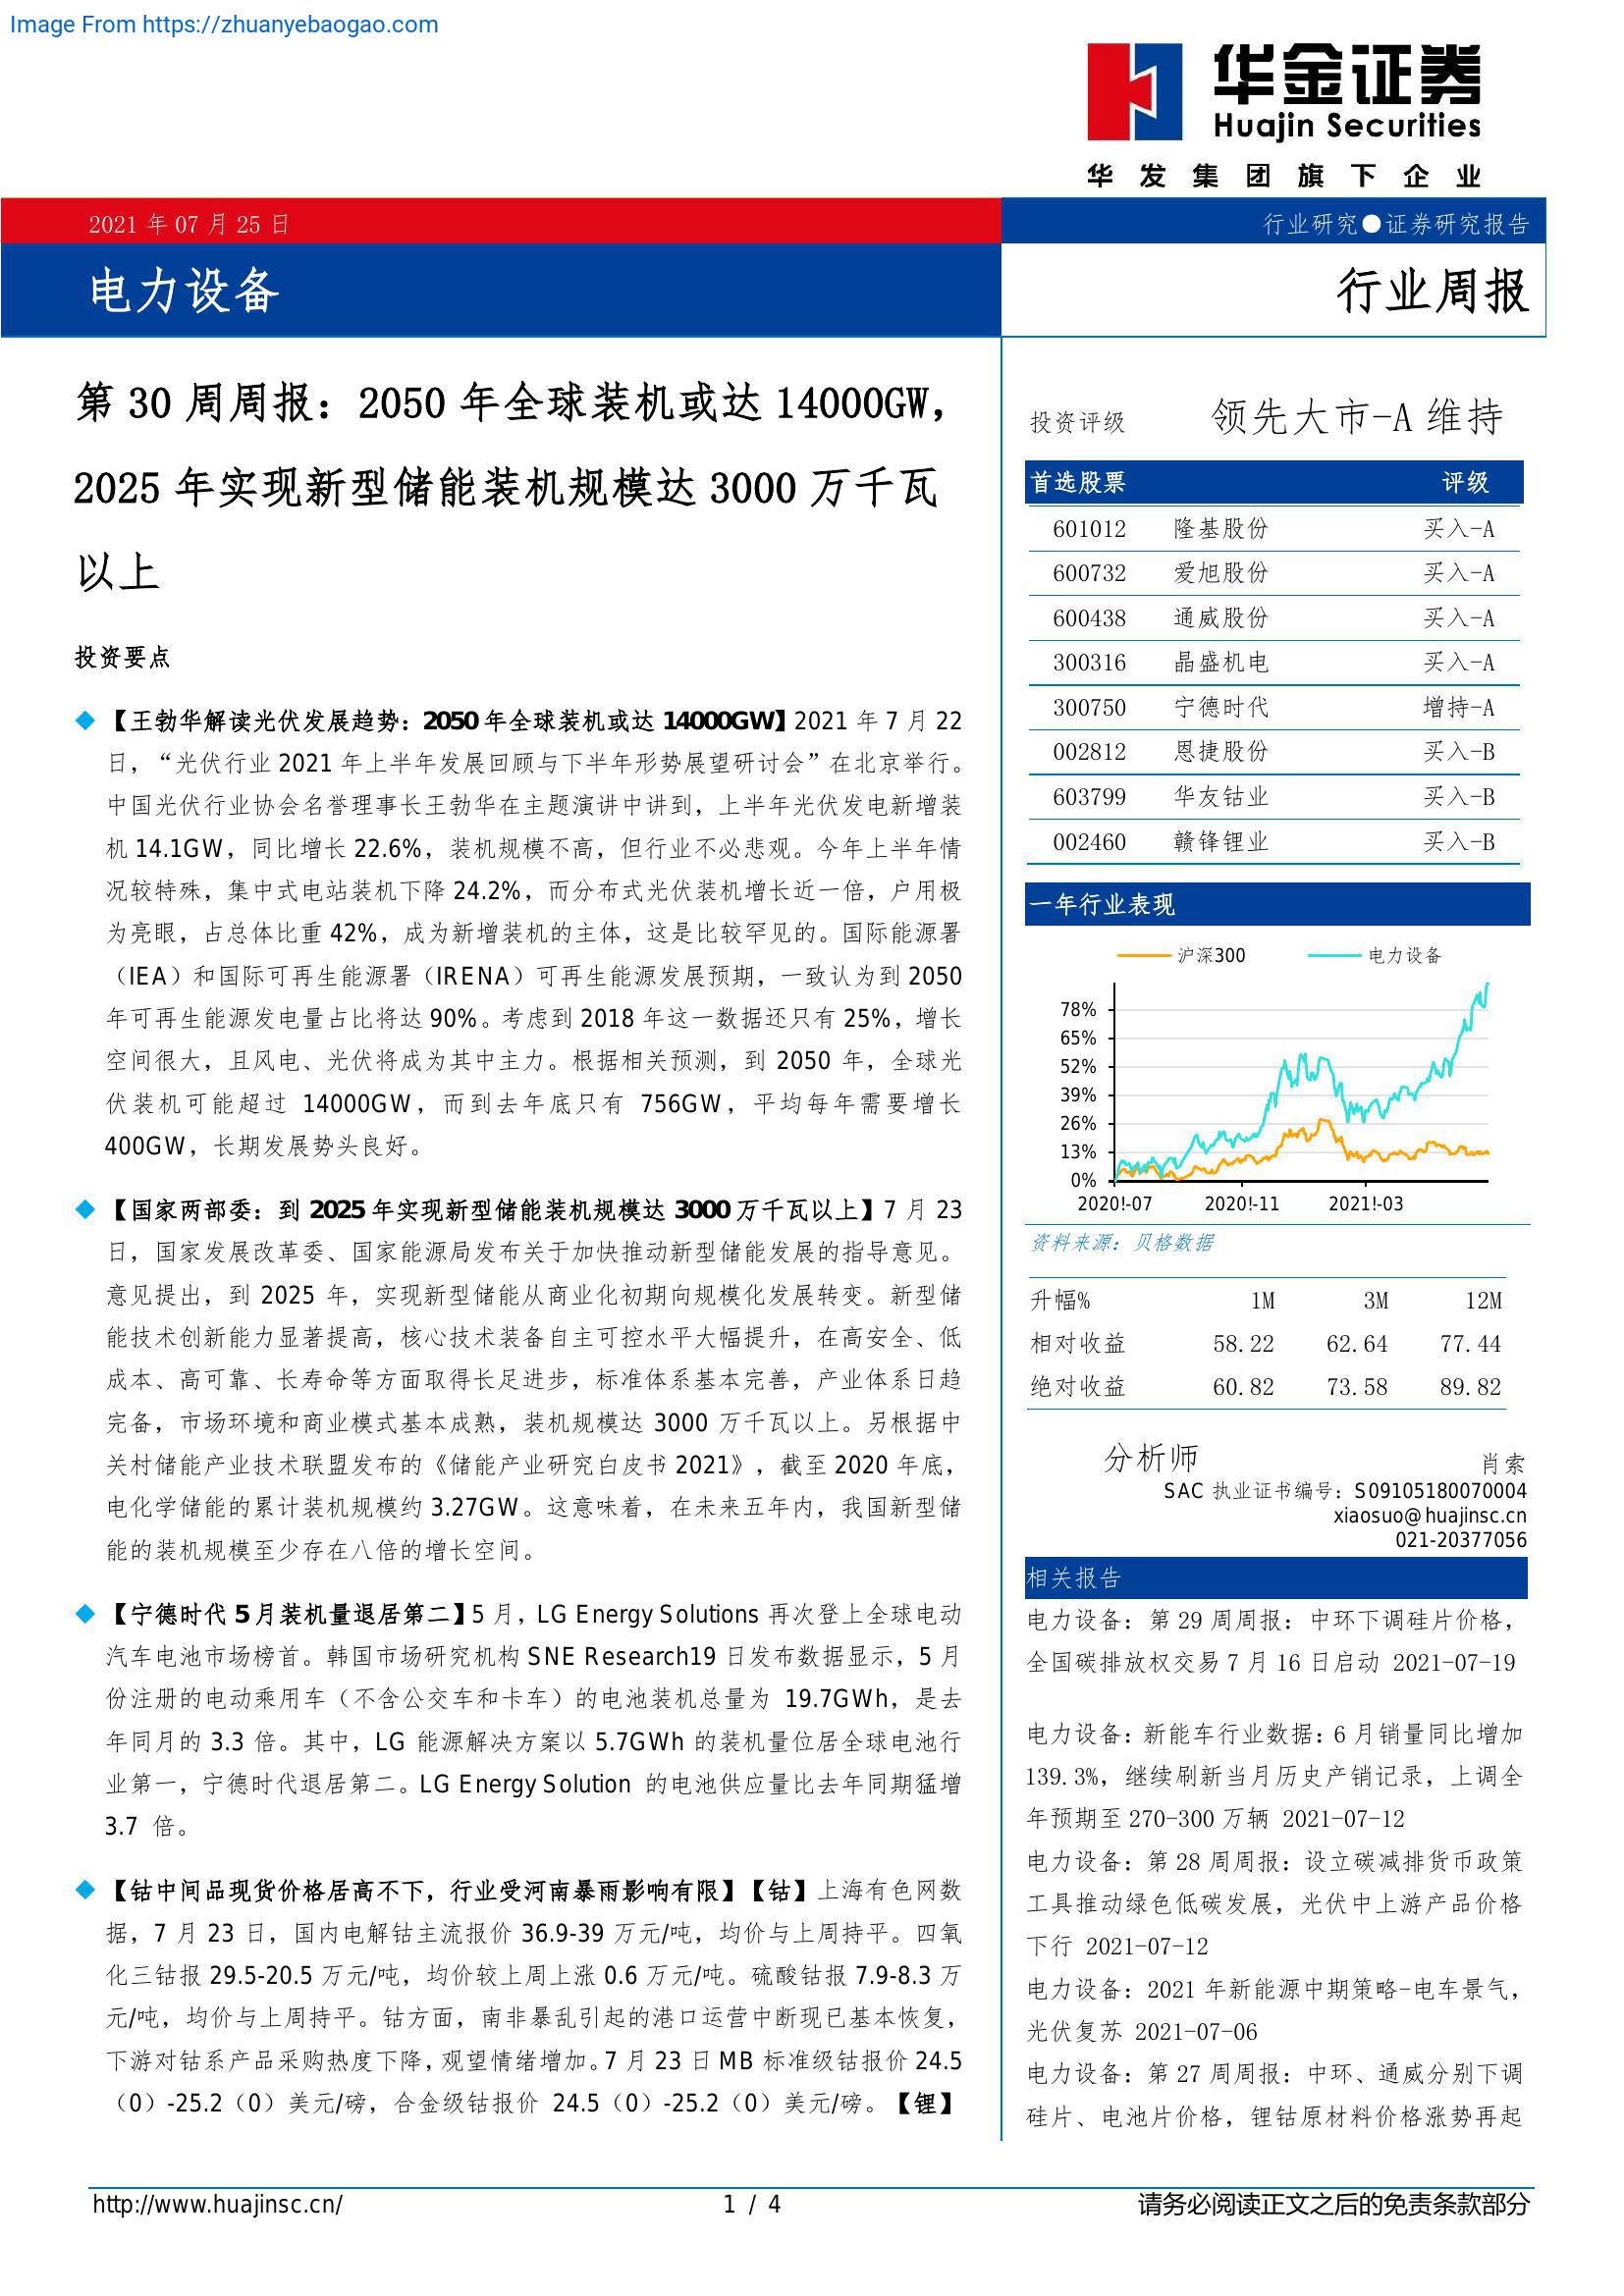 Image From https://zhuanyebaogao.com
华金证券
Huajin Securities
华发集团旗下企业
2021 年 07 月 25 日
行业研究●证券研究报告
电力设备
行业周报
第 30 周周报：2050 年全球装机或达 14000GW，
2025 年实现新型储能装机规模达 3000 万千瓦
以上
投资要点
◆【王勃华解读光伏发展趋势：2050 年全球装机或达 14000GW】2021 年 7 月 22
日，“光伏行业 2021 年上半年发展回顾与下半年形势展望研讨会”在北京举行。
中国光伏行业协会名誉理事长王勃华在主题演讲中讲到，上半年光伏发电新增装
机 14.1GW，同比增长 22.6%，装机规模不高，但行业不必悲观。今年上半年情
况较特殊，集中式电站装机下降 24.2%，而分布式光伏装机增长近一倍，户用极
为亮眼，占总体比重 42%，成为新增装机的主体，这是比较罕见的。国际能源署
（IEA）和国际可再生能源署（IRENA）可再生能源发展预期，一致认为到 2050
年可再生能源发电量占比将达 90%。考虑到 2018 年这一数据还只有 25%，增长
空间很大，且风电、光伏将成为其中主力。根据相关预测，到 2050 年，全球光
伏装机可能超过 14000GW，而到去年底只有 756GW，平均每年需要增长
400GW，长期发展势头良好。
◆【国家两部委：到 2025 年实现新型储能装机规模达 3000 万千瓦以上】7 月 23
日，国家发展改革委、国家能源局发布关于加快推动新型储能发展的指导意见。
意见提出，到 2025 年，实现新型储能从商业化初期向规模化发展转变。新型储
能技术创新能力显著提高，核心技术装备自主可控水平大幅提升，在高安全、低
成本、高可靠、长寿命等方面取得长足进步，标准体系基本完善，产业体系日趋
完备，市场环境和商业模式基本成熟，装机规模达 3000 万千瓦以上。另根据中
关村储能产业技术联盟发布的《储能产业研究白皮书 2021》，截至 2020 年底，
电化学储能的累计装机规模约 3.27GW。这意味着，在未来五年内，我国新型储
能的装机规模至少存在八倍的增长空间。
◆【宁德时代 5 月装机量退居第二】5 月，LG Energy Solutions 再次登上全球电动
汽车电池市场榜首。韩国市场研究机构 SNE Research19 日发布数据显示，5 月
份注册的电动乘用车（不含公交车和卡车）的电池装机总量为 19.7GWh，是去
年同月的 3.3 倍。其中，LG 能源解决方案以 5.7GWh 的装机量位居全球电池行
业第一，宁德时代退居第二。LG Energy Solution 的电池供应量比去年同期猛增
3.7 倍。
◆【钴中间品现货价格居高不下，行业受河南暴雨影响有限】【钴】上海有色网数
据，7 月 23 日，国内电解钴主流报价 36.9-39 万元/吨，均价与上周持平。四氧
化三钴报 29.5-20.5 万元/吨，均价较上周上涨 0.6 万元/吨。硫酸钴报 7.9-8.3 万
元/吨，均价与上周持平。钴方面，南非暴乱引起的港口运营中断现已基本恢复，
下游对钴系产品采购热度下降，观望情绪增加。7 月 23 日 MB 标准级钴报价 24.5
（0）-25.2（0）美元/磅，合金级钴报价 24.5（0）-25.2（0）美元/磅。【锂】
投资评级 领先大市-A 维持
首选股票 评级
601012 隆基股份 买入-A
600732 爱旭股份 买入-A
600438 通威股份 买入-A
300316 晶盛机电 买入-A
300750 宁德时代 增持-A
002812 恩捷股份 买入-B
603799 华友钴业 买入-B
002460 赣锋锂业 买入-B
一年行业表现
沪深300 电力设备
78%
65%
52%
39%
26%
13%
0%
2020!-07 2020!-11 2021!-03
资料来源：贝格数据
升幅% 1M 3M 12M
相对收益 58.22 62.64 77.44
绝对收益 60.82 73.58 89.82
分析师 肖索
SAC 执业证书编号：S09105180070004
xiaosuo@huajinsc.cn
021-20377056
相关报告
电力设备：第 29 周周报：中环下调硅片价格，
全国碳排放权交易 7 月 16 日启动 2021-07-19
电力设备：新能车行业数据：6 月销量同比增加
139.3%，继续刷新当月历史产销记录，上调全
年预期至 270-300 万辆 2021-07-12
电力设备：第 28 周周报：设立碳减排货币政策
工具推动绿色低碳发展，光伏中上游产品价格
下行 2021-07-12
电力设备：2021 年新能源中期策略-电车景气，
光伏复苏 2021-07-06
电力设备：第 27 周周报：中环、通威分别下调
硅片、电池片价格，锂钴原材料价格涨势再起
http://www.huajinsc.cn/
1 / 4
请务必阅读正文之后的免责条款部分